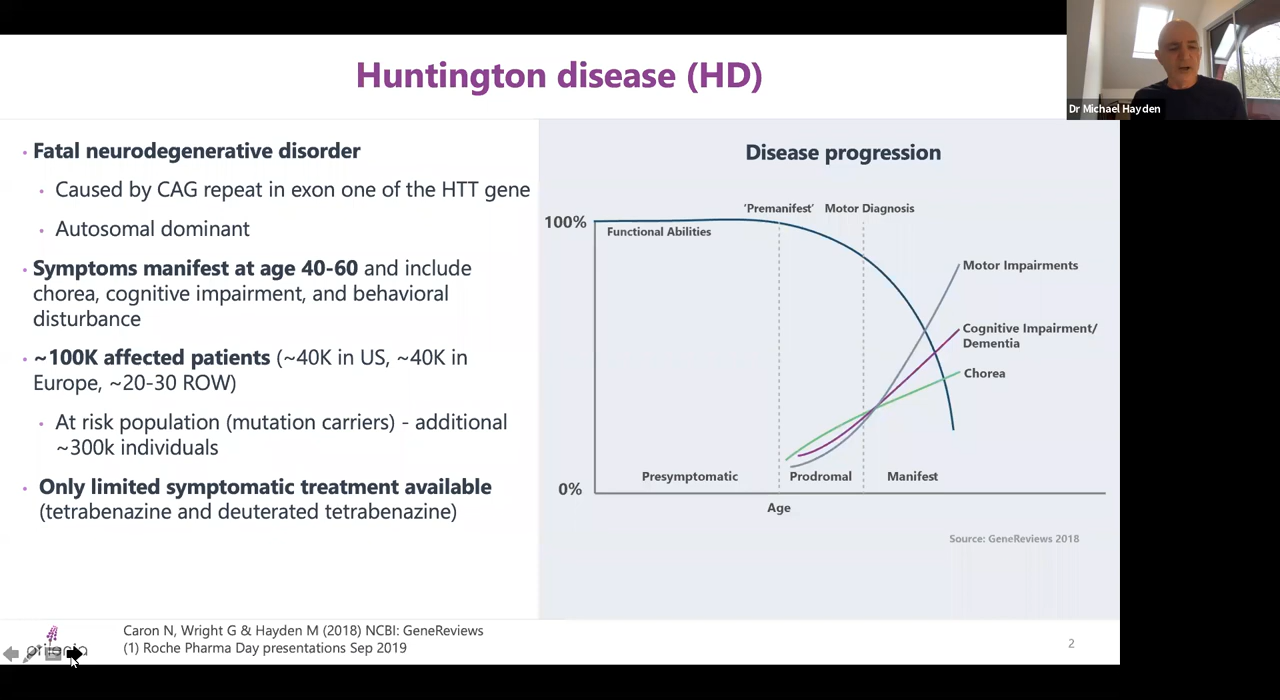 Huntington disease (HD)
Dr Michael Hayden
• Fatal neurodegenerative disorder
• Caused by CAG repeat in exon one of the HTT gene
• Autosomal dominant
• Symptoms manifest at age 40-60 and include
chorea, cognitive impairment, and behavioral
disturbance
• ~100K affected patients (~40K in US, ~40K in
Europe, ~20-30 ROW)
• At risk population (mutation carriers) - additional
~300k individuals
• Only limited symptomatic treatment available
(tetrabenazine and deuterated tetrabenazine)
Disease progression
'Premanifest' Motor Diagnosis
100%
Functional Abilities
Motor Impairments
Cognitive Impairment/
Dementia
Chorea
Presymptomatic Prodromal Manifest
0%
Age
Source: GeneReviews 2018
Caron N, Wright G & Hayden M (2018) NCBI: GeneReviews
(1) Roche Pharma Day presentations Sep 2019
2